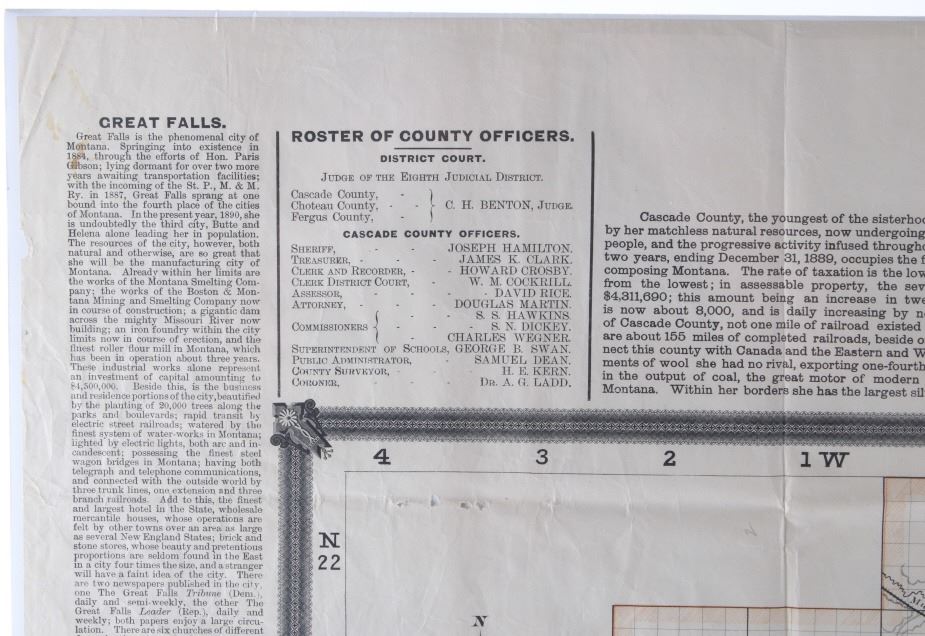 GREAT FALLS.
Great Falls is the phenomenal city of
Montana. Springing into existence in
1884, through the efforts of Hon. Paris
Gibson; lying dormant for over two more
years awaiting transportation facilities;
with the incoming of the St. P., M. & M.
Ry. in 1887, Great Falls sprang at one
bound into the fourth place of the cities
of Montana. In the present year, 1890, she
is undoubtedly the third city, Butte and
Helena alone leading her in population.
The resources of the city, however, both
natural and otherwise, are so great that
she will be the manufacturing city of
Montana. Already within her limits are
the works of the Montana Smelting Com-
pany; the works of the Boston & Mon-
tana Mining and Smelting Company now
in course of construction; a gigantic dam
across the mighty Missouri River now
building; an iron foundry within the city
limits now in course of erection, and the
finest roller flour mill in Montana, which
has been in operation about three years.
These industrial works alone represent
an investment of capital amounting to
$4,500,000. Beside this, is the business
and residence portions of the city, beautified
by the planting of 20,000 trees along the
parks and boulevards; rapid transit by
electric street railroads; watered by the
finest system of water-works in Montana;
lighted by electric lights, both arc and in-
candescent; possessing the finest steel
wagon bridges in Montana; having both
telegraph and telephone communications,
and connected with the outside world by
three trunk lines, one extension and three
branch railroads. Add to this, the finest
and largest hotel in the State, wholesale
mercantile houses, whose operations are
felt by other towns over an area as large
as several New England States; brick and
stone stores, whose beauty and pretentious
proportions are seldom found in the East
in a city four times the size, and a stranger
will have a faint idea of the city. There
are two newspapers published in the city,
one The Great Falls Tribune (Dem.),
daily and semi-weekly, the other The
Great Falls Leader (Rep.), daily and
weekly; both papers enjoy a large circu-
lation. There are six churches of different
ROSTER OF COUNTY OFFICERS.
DISTRICT COURT.
JUDGE OF THE EIGHTH JUDICIAL DISTRICT.
Cascade County, -
Choteau County, - - C. H. BENTON, JUDGE.
Fergus County, -
CASCADE COUNTY OFFICERS.
SHERIFF, - - - JOSEPH HAMILTON.
TREASURER, - - - JAMES K. CLARK.
CLERK AND RECORDER, - - HOWARD CROSBY.
CLERK DISTRICT COURT, - W. M. COCKRILL.
ASSESSOR, - - - DAVID RICE.
ATTORNEY, - - - DOUGLAS MARTIN.
- - S. S. HAWKINS.
COMMISSIONERS - - S. N. DICKEY.
- - CHARLES WEGNER.
SUPERINTENDENT OF SCHOOLS, GEORGE B. SWAN.
PUBLIC ADMINISTRATOR, - SAMUEL DEAN.
COUNTY SURVEYOR, - - H. E. KERN.
CORONER, - - - DR. A. G. LADD.
Cascade County, the youngest of the sisterhoo
by her matchless natural resources, now undergoing
people, and the progressive activity infused through
two years, ending December 31, 1889, occupies the f
composing Montana. The rate of taxation is the low
from the lowest; in assessable property, the sev
$4,311,690; this amount being an increase in twe
is now about 8,000, and is daily increasing by n
of Cascade County, not one mile of railroad existed
are about 155 miles of completed railroads, beside o
nect this county with Canada and the Eastern and W
ments of wool she had no rival, exporting one-fourth
in the output of coal, the great motor of modern
Montana. Within her borders she has the largest sil
4 3 2 1 W
N
22
N